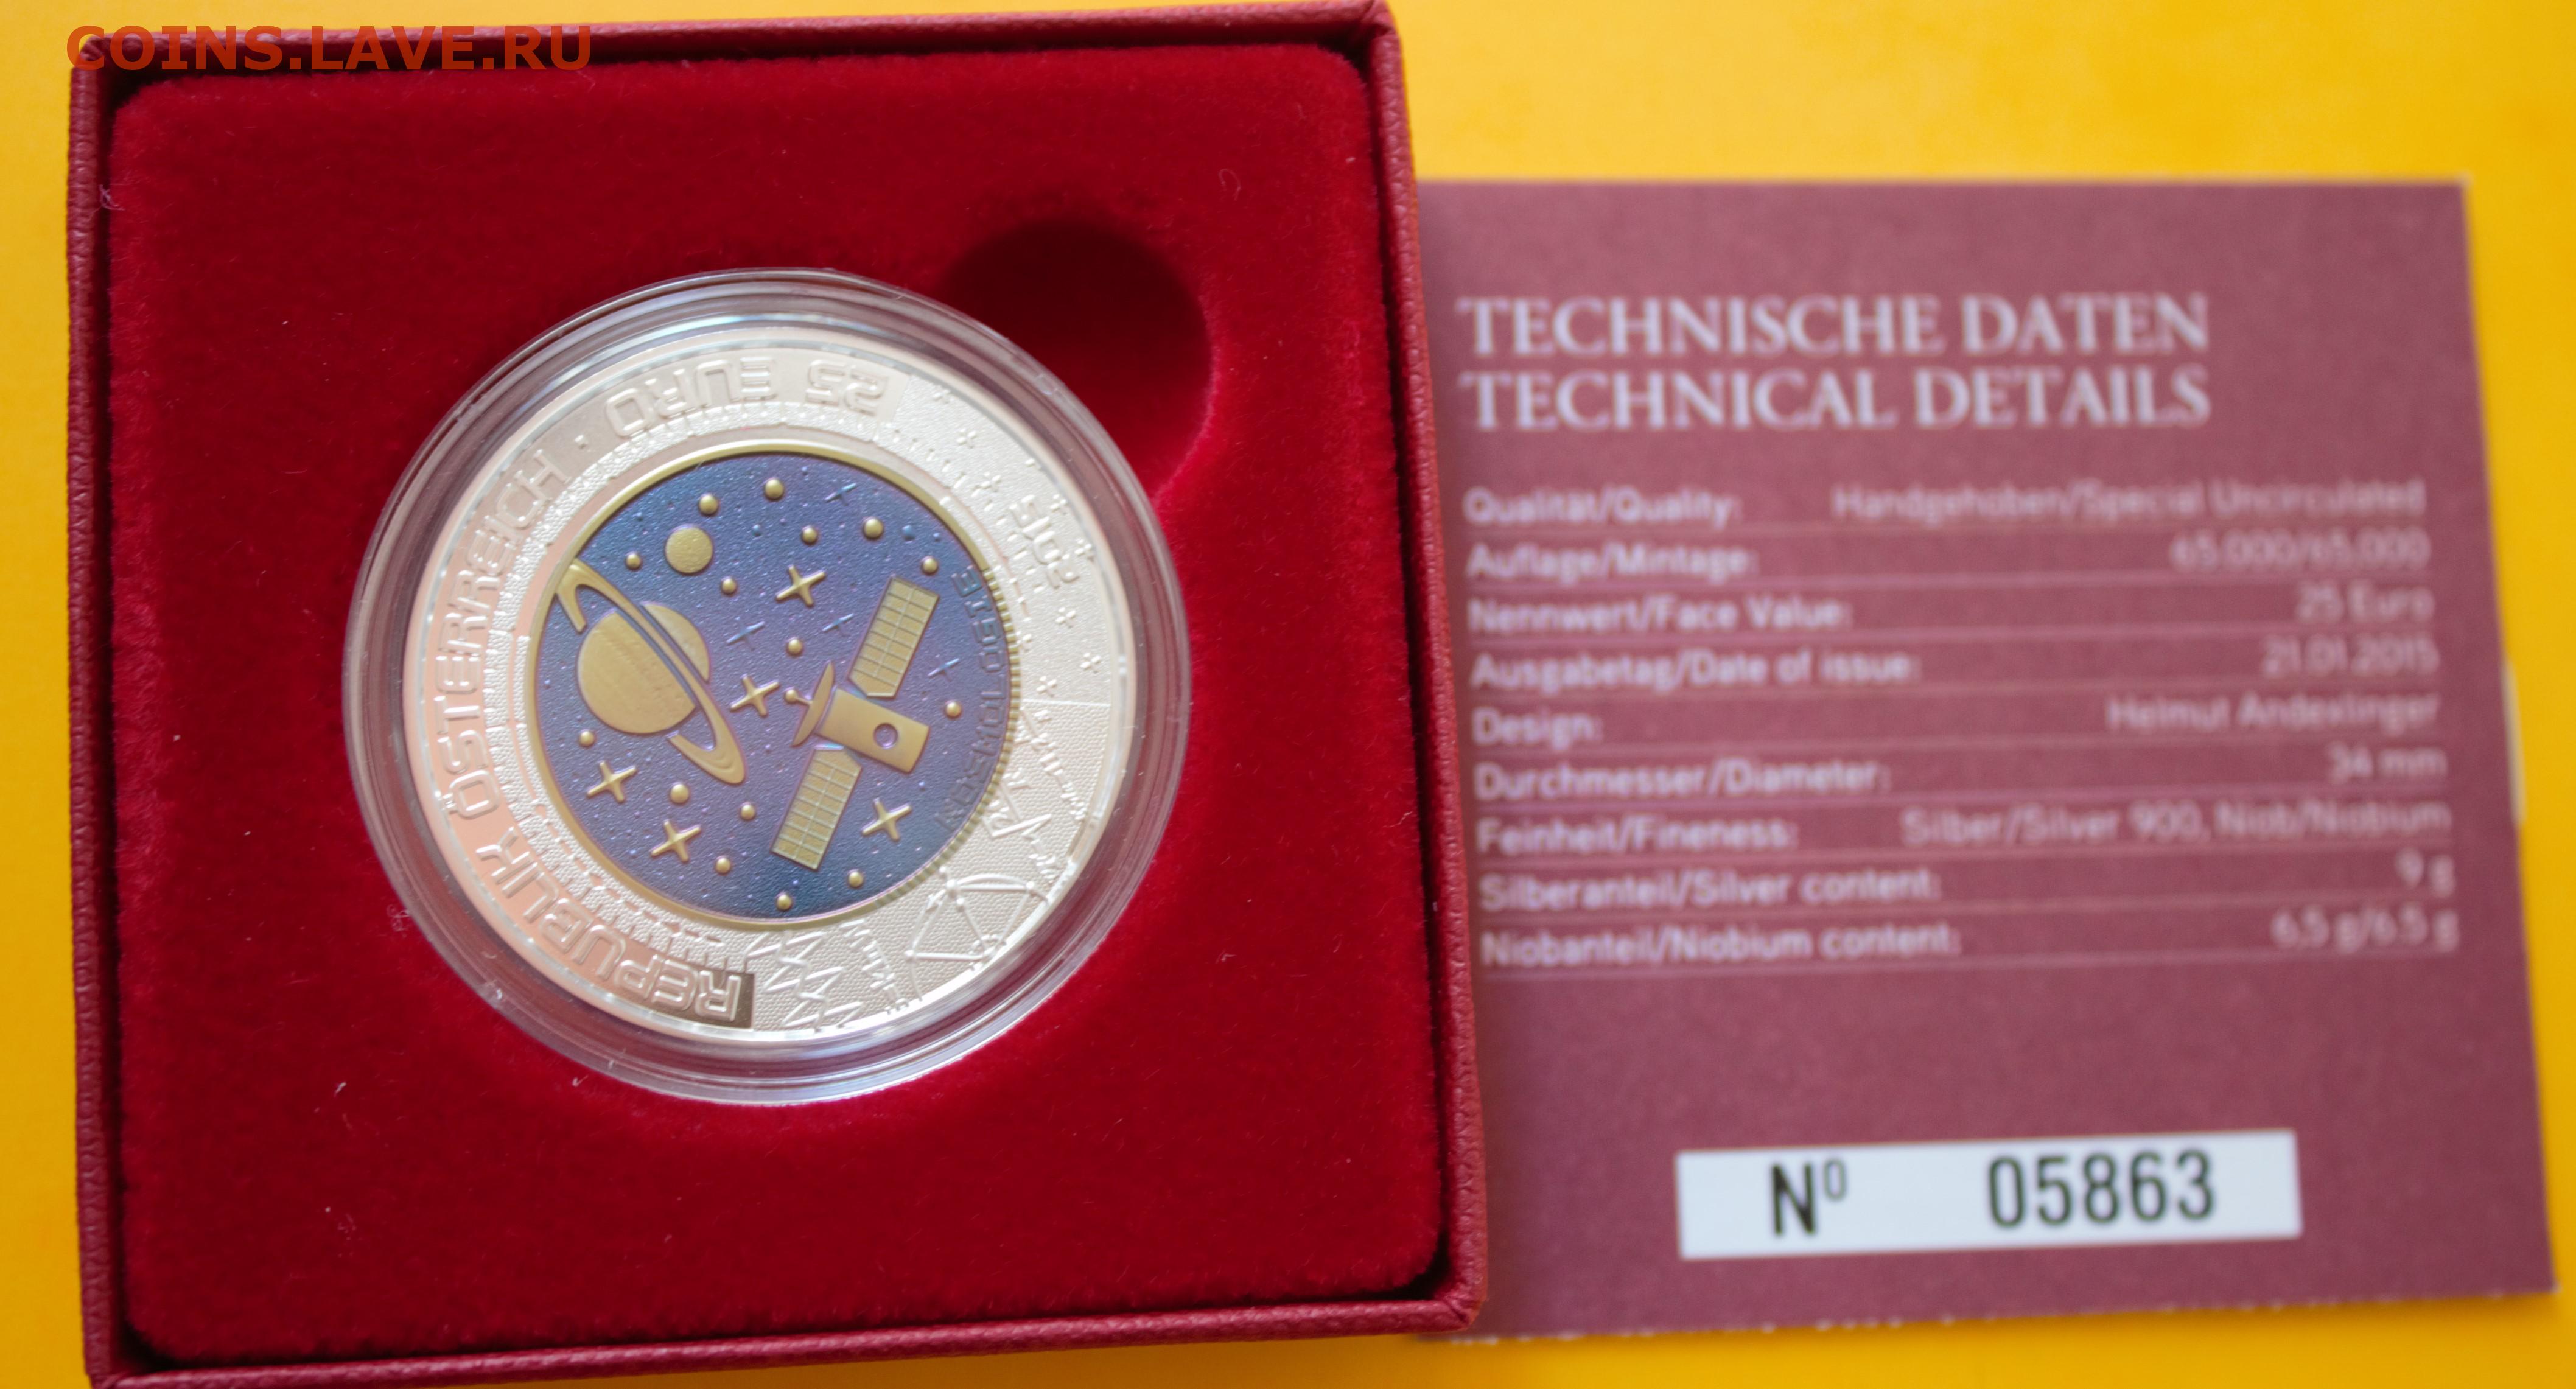 COINS.LAVE.RU
REPUBLIK ÖSTERREICH · 25 EURO
2015
TECHNISCHE DATEN
TECHNICAL DETAILS
Qualität/Quality: Handgehoben/Special Uncirculated
Auflage/Mintage: 65.000/65.000
Nennwert/Face Value: 25 Euro
Ausgabetag/Date of issue: 21.01.2015
Design: Helmut Andexlinger
Durchmesser/Diameter: 34 mm
Feinheit/Fineness: Silber/Silver 900, Niob/Niobium
Silberanteil/Silver content: 9 g
Niobanteil/Niobium content: 6,5 g/6.5 g
Nº 05863